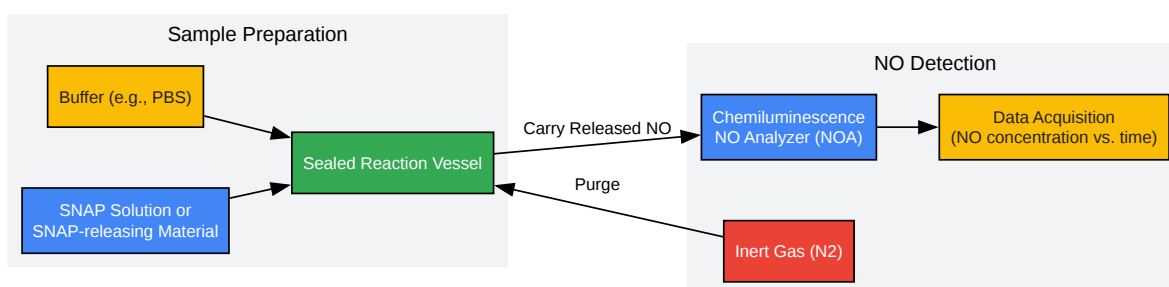 Sample Preparation
Buffer (e.g., PBS)
SNAP Solution or
SNAP-releasing Material
Sealed Reaction Vessel
Carry Released NO
Purge
NO Detection
Chemiluminescence
NO Analyzer (NOA)
Data Acquisition
(NO concentration vs. time)
Inert Gas (N2)